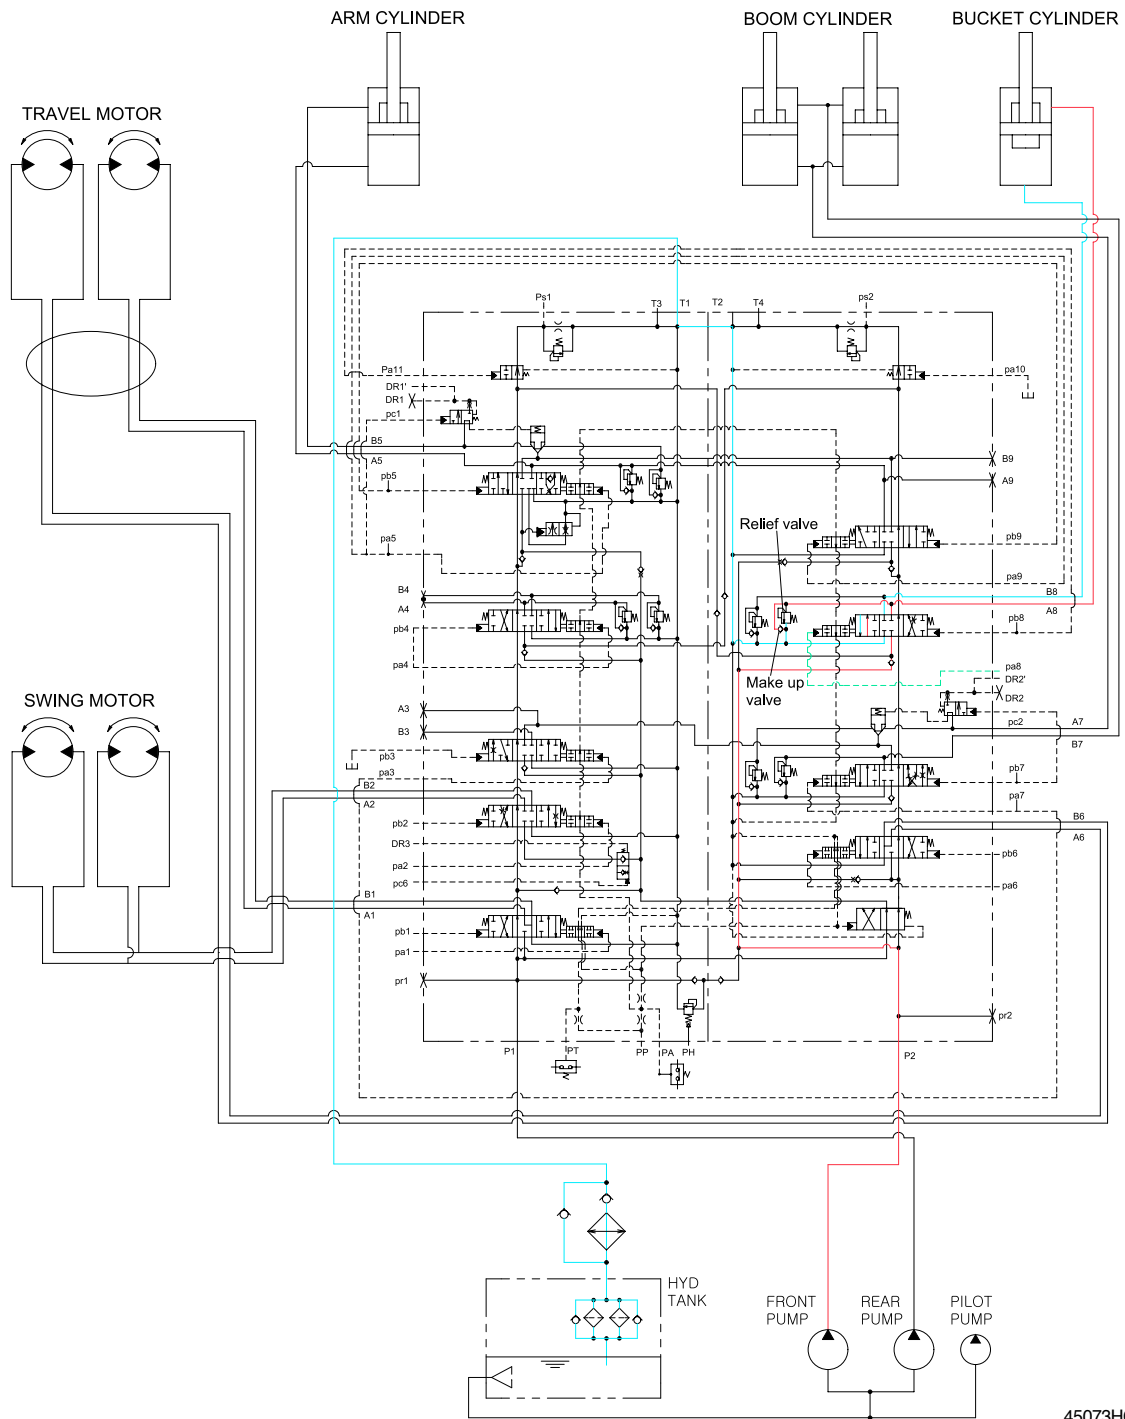 ARM CYLINDER
BOOM CYLINDER
BUCKET CYLINDER
TRAVEL MOTOR
Ps1
T3
T1
T2
T4
ps2
Pa11
pa10
DR1'
DR1
pc1
B5
A5
B9
A9
pb5
Relief valve
pa5
pb9
pa9
B4
A4
B8
A8
pb4
pb8
pa4
pa8
DR2'
DR2
Make up
valve
SWING MOTOR
A3
B3
pc2
A7
B7
pb3
pa3
pb7
pa7
B2
A2
B6
A6
pb2
DR3
pa2
pc6
pb6
pa6
B1
A1
pb1
pa1
pr1
pr2
P1
PT
PP
PA
PH
P2
HYD
TANK
FRONT
PUMP
REAR
PUMP
PILOT
PUMP